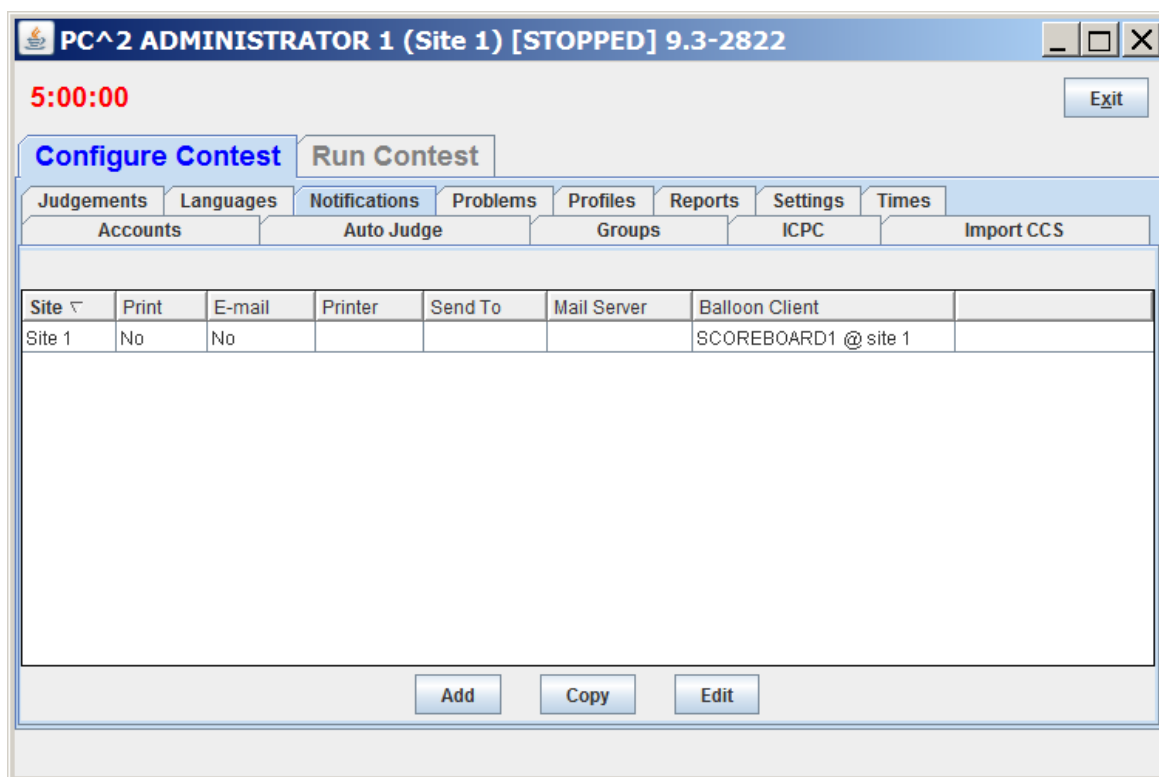 PC^2 ADMINISTRATOR 1 (Site 1) [STOPPED] 9.3-2822
5:00:00 Exit
Configure Contest Run Contest
Judgements Languages Notifications Problems Profiles Reports Settings Times
Accounts Auto Judge Groups ICPC Import CCS
Site Print E-mail Printer Send To Mail Server Balloon Client
Site 1 No No SCOREBOARD1 @ site 1
Add Copy Edit